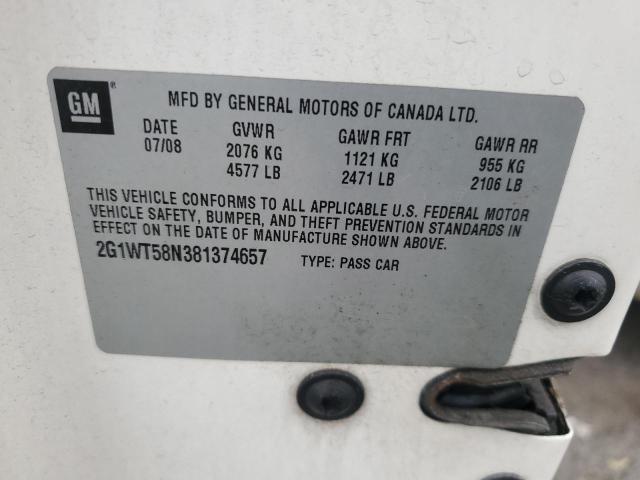 GM ®
MFD BY GENERAL MOTORS OF CANADA LTD.
DATE GVWR GAWR FRT GAWR RR
07/08 2076 KG 1121 KG 955 KG
4577 LB 2471 LB 2106 LB
THIS VEHICLE CONFORMS TO ALL APPLICABLE U.S. FEDERAL MOTOR
VEHICLE SAFETY, BUMPER, AND THEFT PREVENTION STANDARDS IN
EFFECT ON THE DATE OF MANUFACTURE SHOWN ABOVE.
2G1WT58N381374657 TYPE: PASS CAR